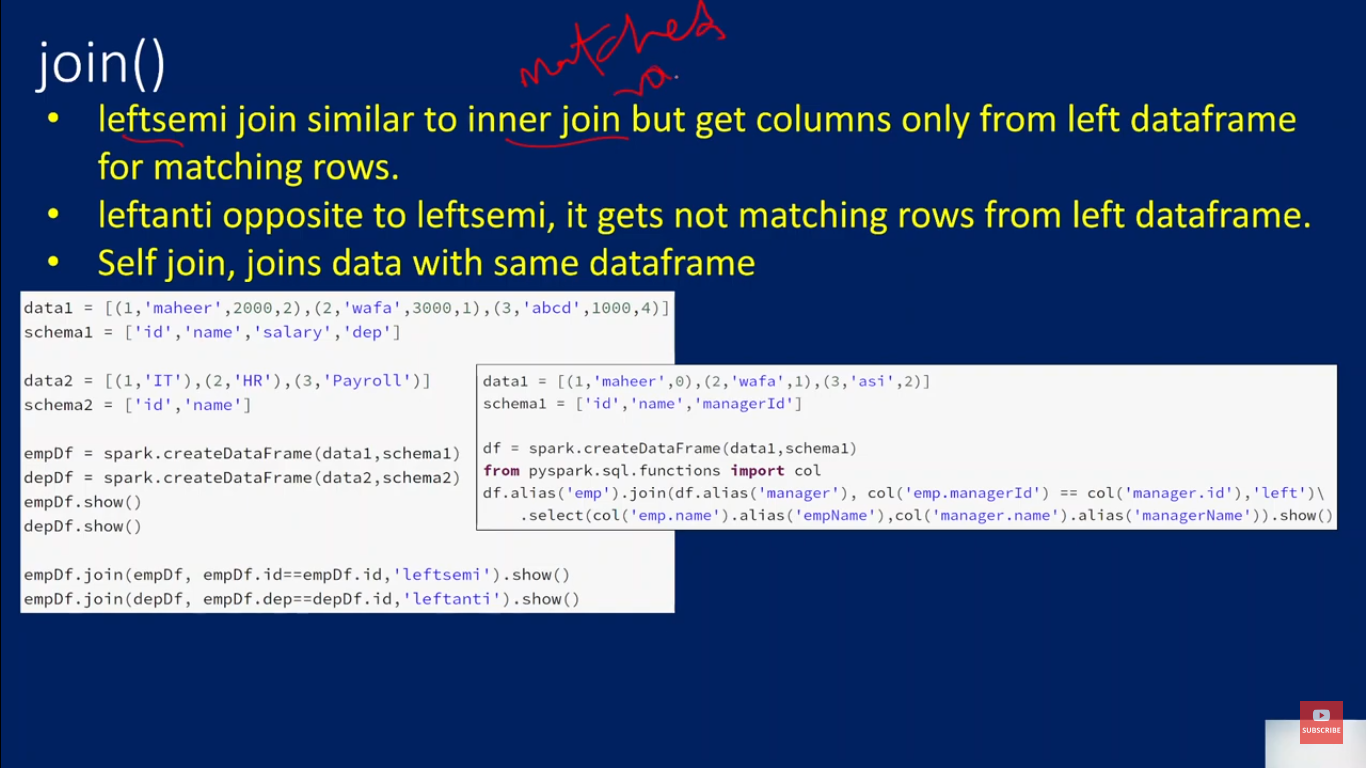 join()
matches
• leftsemi join similar to inner join but get columns only from left dataframe
for matching rows.
• leftanti opposite to leftsemi, it gets not matching rows from left dataframe.
• Self join, joins data with same dataframe
data1 = [(1,'maheer',2000,2),(2,'wafa',3000,1),(3,'abcd',1000,4)]
schema1 = ['id','name','salary','dep']
data2 = [(1,'IT'),(2,'HR'),(3,'Payroll')]
schema2 = ['id','name']
empDf = spark.createDataFrame(data1,schema1)
depDf = spark.createDataFrame(data2,schema2)
empDf.show()
depDf.show()
empDf.join(empDf, empDf.id==empDf.id,'leftsemi').show()
empDf.join(depDf, empDf.dep==depDf.id,'leftanti').show()
data1 = [(1,'maheer',0),(2,'wafa',1),(3,'asi',2)]
schema1 = ['id','name','managerId']
df = spark.createDataFrame(data1,schema1)
from pyspark.sql.functions import col
df.alias('emp').join(df.alias('manager'), col('emp.managerId') == col('manager.id'),'left')\
.select(col('emp.name').alias('empName'),col('manager.name').alias('managerName')).show()
SUBSCRIBE